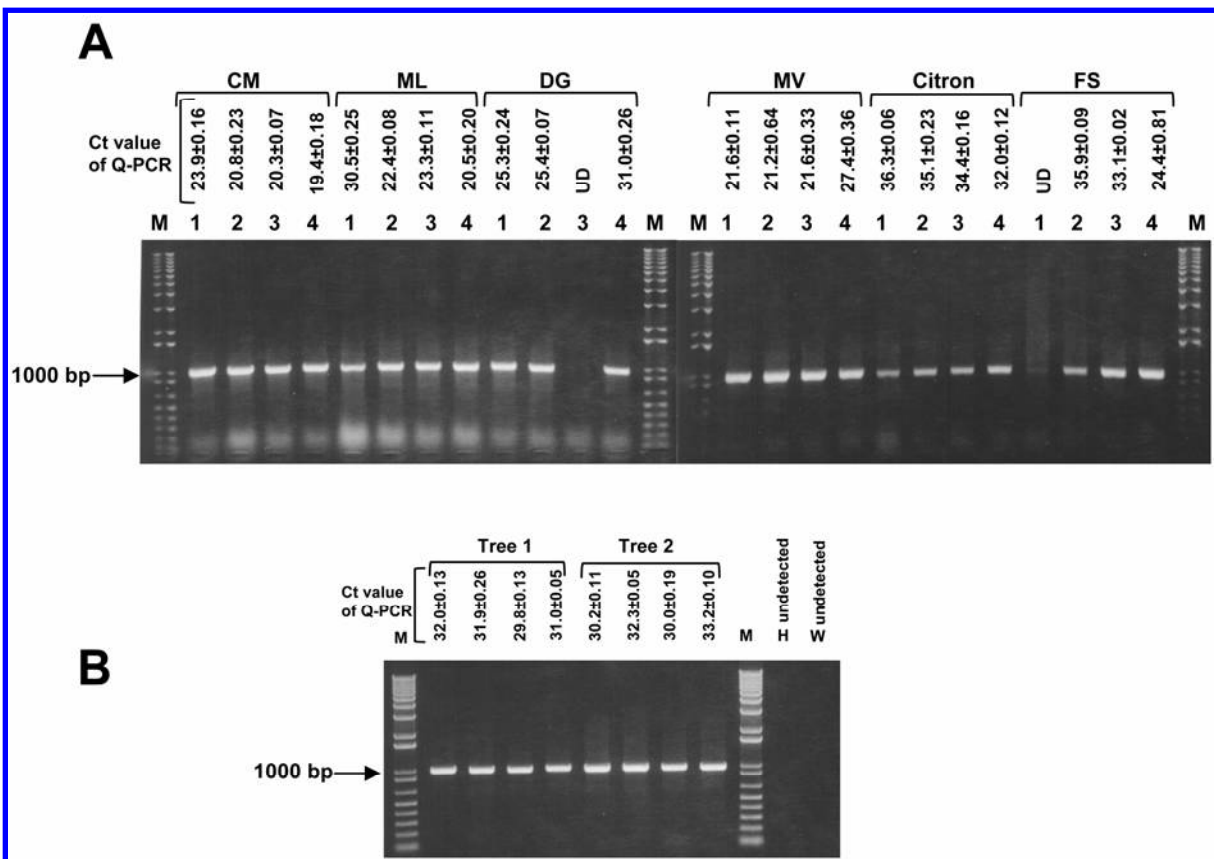 A
CM ML DG MV Citron FS
Ct value of Q-PCR
23.9±0.16 20.8±0.23 20.3±0.07 19.4±0.18 30.5±0.25 22.4±0.08 23.3±0.11 20.5±0.20 25.3±0.24 25.4±0.07 UD 31.0±0.26 21.6±0.11 21.2±0.64 21.6±0.33 27.4±0.36 36.3±0.06 35.1±0.23 34.4±0.16 32.0±0.12 UD 35.9±0.09 33.1±0.02 24.4±0.81
M 1 2 3 4 1 2 3 4 1 2 3 4 M M 1 2 3 4 1 2 3 4 1 2 3 4 M
1000 bp
Tree 1 Tree 2
Ct value
of Q-PCR
32.0±0.13 31.9±0.26 29.8±0.13 31.0±0.05 30.2±0.11 32.3±0.05 30.0±0.19 33.2±0.10
M M H undetected W undetected
B
1000 bp